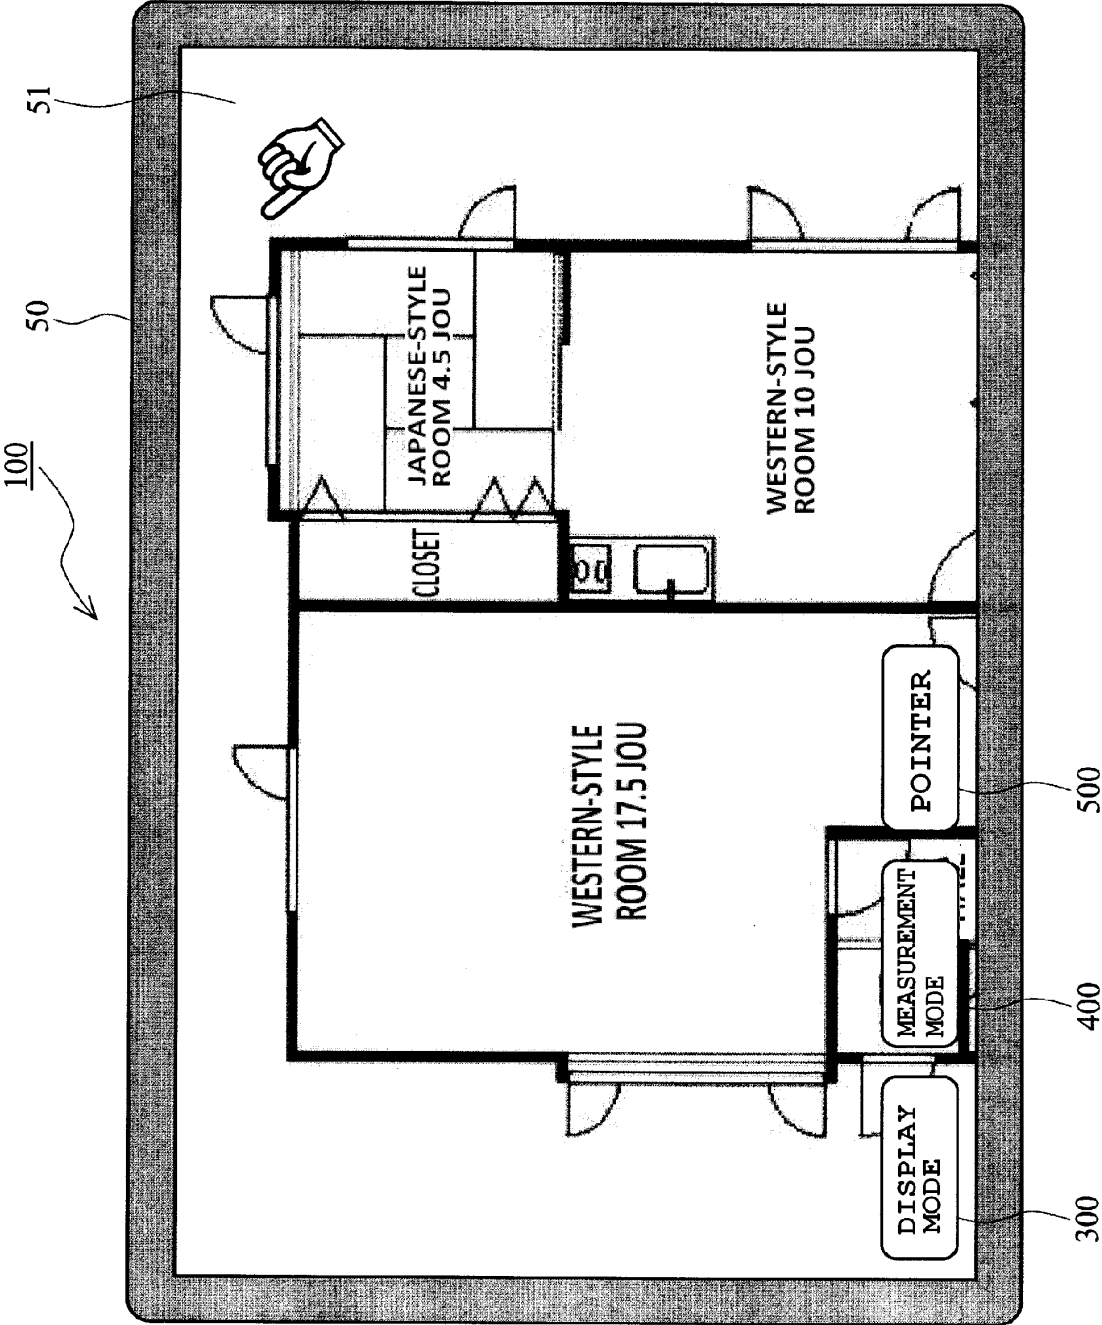 100
50
51
JAPANESE-STYLE
ROOM 4.5 JOU
CLOSET
WESTERN-STYLE
ROOM 17.5 JOU
WESTERN-STYLE
ROOM 10 JOU
DISPLAY
MODE
MEASUREMENT
MODE
POINTER
300
400
500